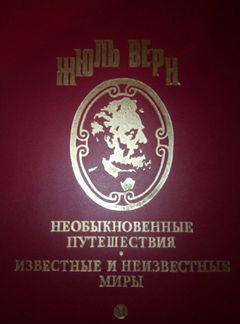 ЖЮЛЬ ВЕРН
НЕОБЫКНОВЕННЫЕ
ПУТЕШЕСТВИЯ
•
ИЗВЕСТНЫЕ И НЕИЗВЕСТНЫЕ
МИРЫ